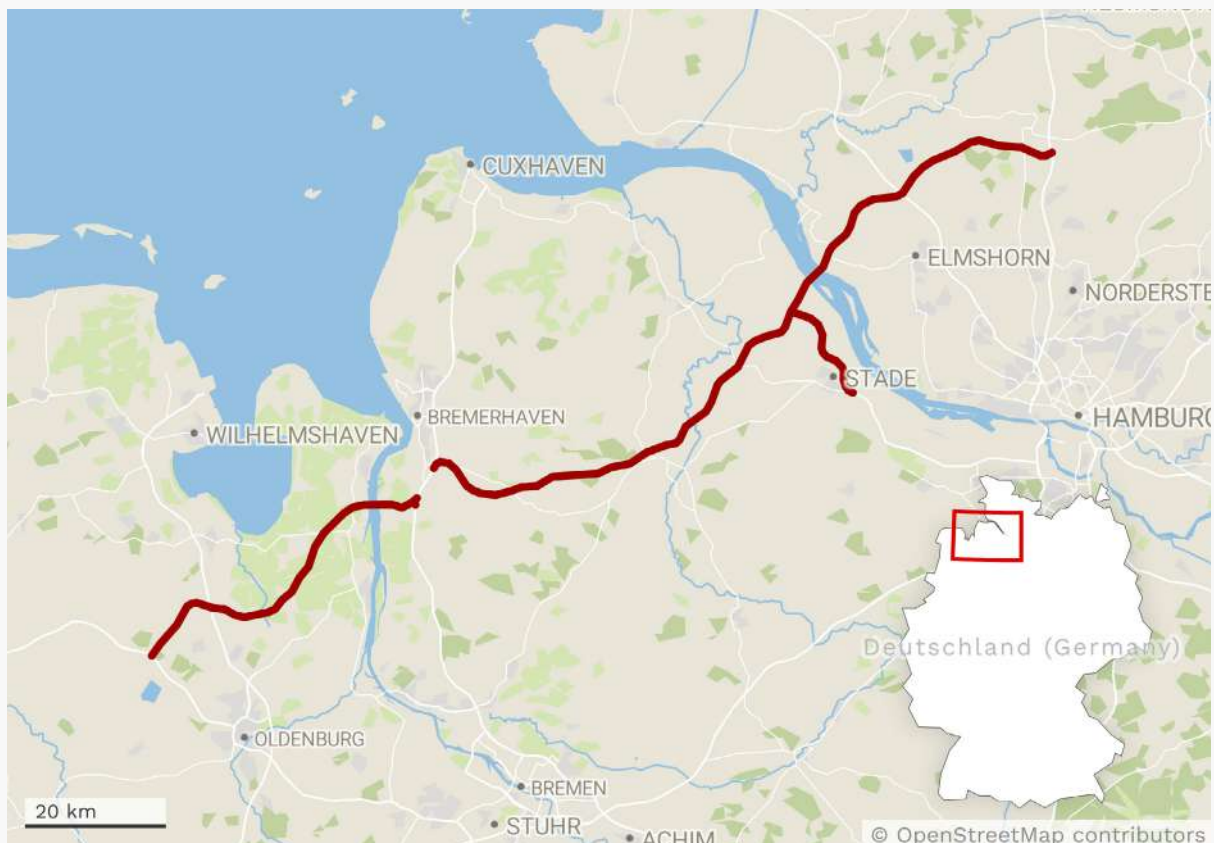 CUXHAVEN
ELMSHORN
NORDERSTE
STADE
BREMERHAVEN
HAMBURG
WILHELMSHAVEN
Deutschland (Germany)
OLDENBURG
BREMEN
STUHR
ACHIM
20 km
© OpenStreetMap contributors